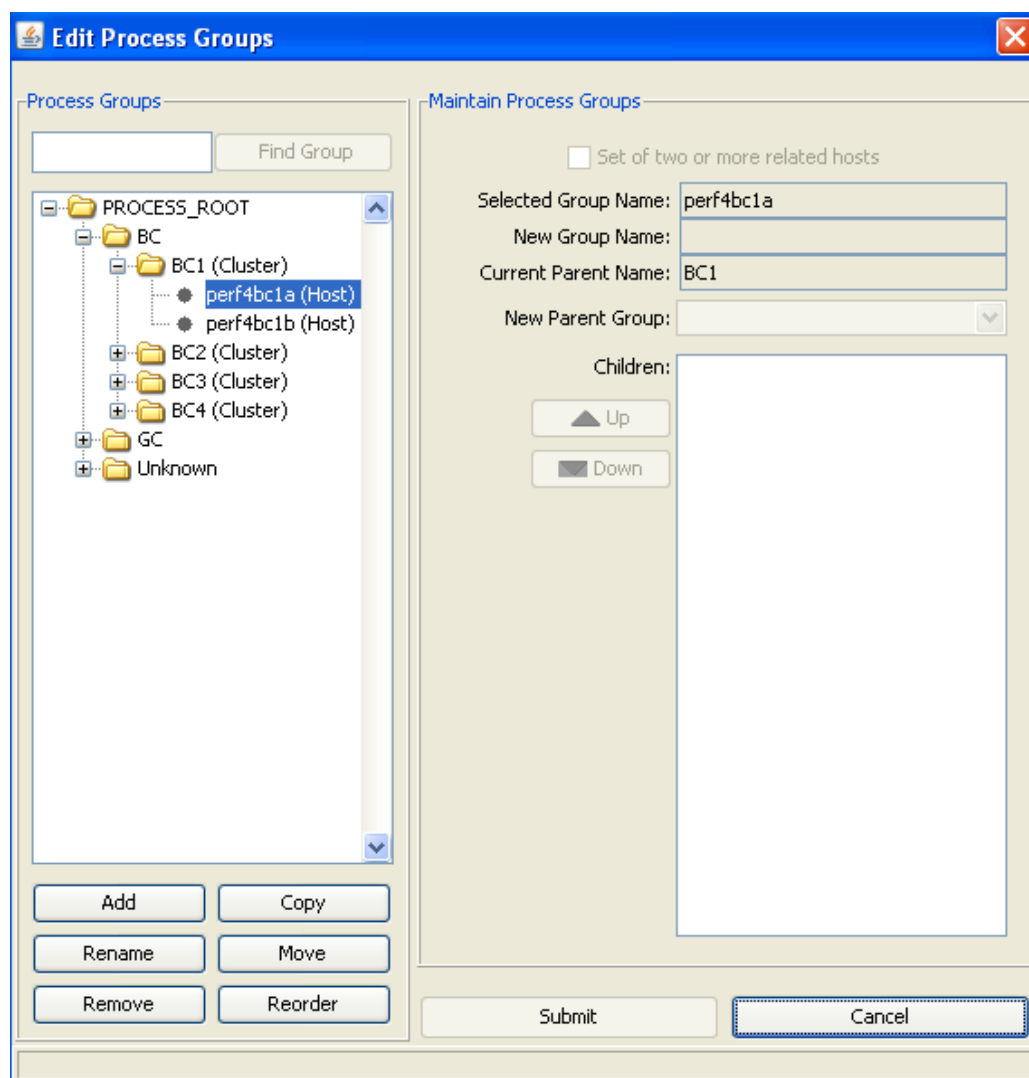 Edit Process Groups
Process Groups
Find Group
PROCESS_ROOT
BC
BC1 (Cluster)
perf4bc1a (Host)
perf4bc1b (Host)
BC2 (Cluster)
BC3 (Cluster)
BC4 (Cluster)
GC
Unknown
Add
Copy
Rename
Move
Remove
Reorder
Maintain Process Groups
Set of two or more related hosts
Selected Group Name: perf4bc1a
New Group Name:
Current Parent Name: BC1
New Parent Group:
Children:
Up
Down
Submit
Cancel